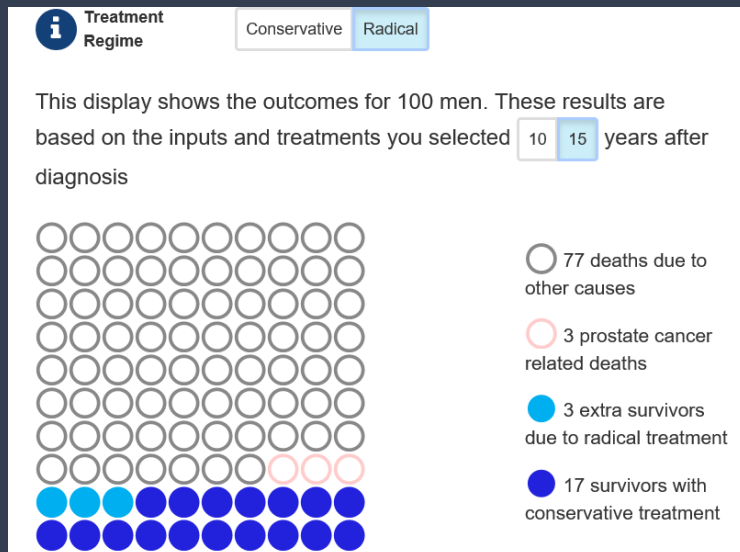 Treatment
Regime
Conservative Radical
This display shows the outcomes for 100 men. These results are
based on the inputs and treatments you selected 10 15 years after
diagnosis
77 deaths due to
other causes
3 prostate cancer
related deaths
3 extra survivors
due to radical treatment
17 survivors with
conservative treatment